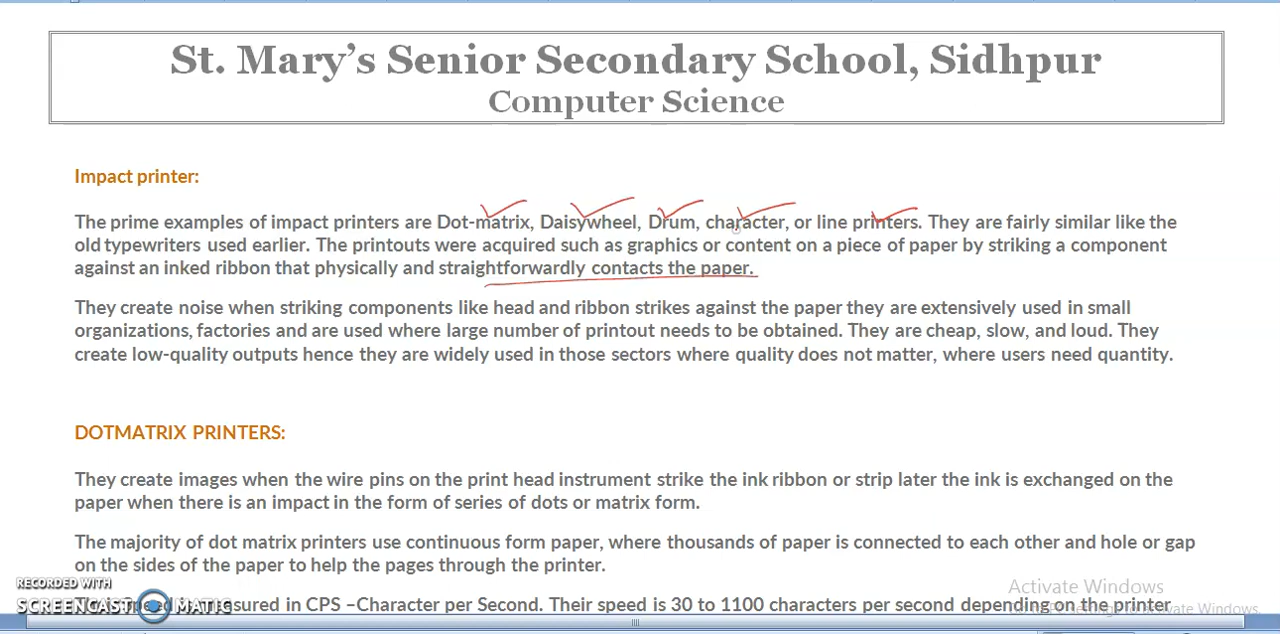 St. Mary's Senior Secondary School, Sidhpur
Computer Science
Impact printer:
The prime examples of impact printers are Dot-matrix, Daisywheel, Drum, character, or line printers. They are fairly similar like the
old typewriters used earlier. The printouts were acquired such as graphics or content on a piece of paper by striking a component
against an inked ribbon that physically and straightforwardly contacts the paper.
They create noise when striking components like head and ribbon strikes against the paper they are extensively used in small
organizations, factories and are used where large number of printout needs to be obtained. They are cheap, slow, and loud. They
create low-quality outputs hence they are widely used in those sectors where quality does not matter, where users need quantity.
DOTMATRIX PRINTERS:
They create images when the wire pins on the print head instrument strike the ink ribbon or strip later the ink is exchanged on the
paper when there is an impact in the form of series of dots or matrix form.
The majority of dot matrix printers use continuous form paper, where thousands of paper is connected to each other and hole or gap
on the sides of the paper to help the pages through the printer.
RECORDED WITH
Activate Windows
SCREENCAST MATIC
in CPS –Character per Second. Their speed is 30 to 1100 characters per second depending on the printer
Windows.